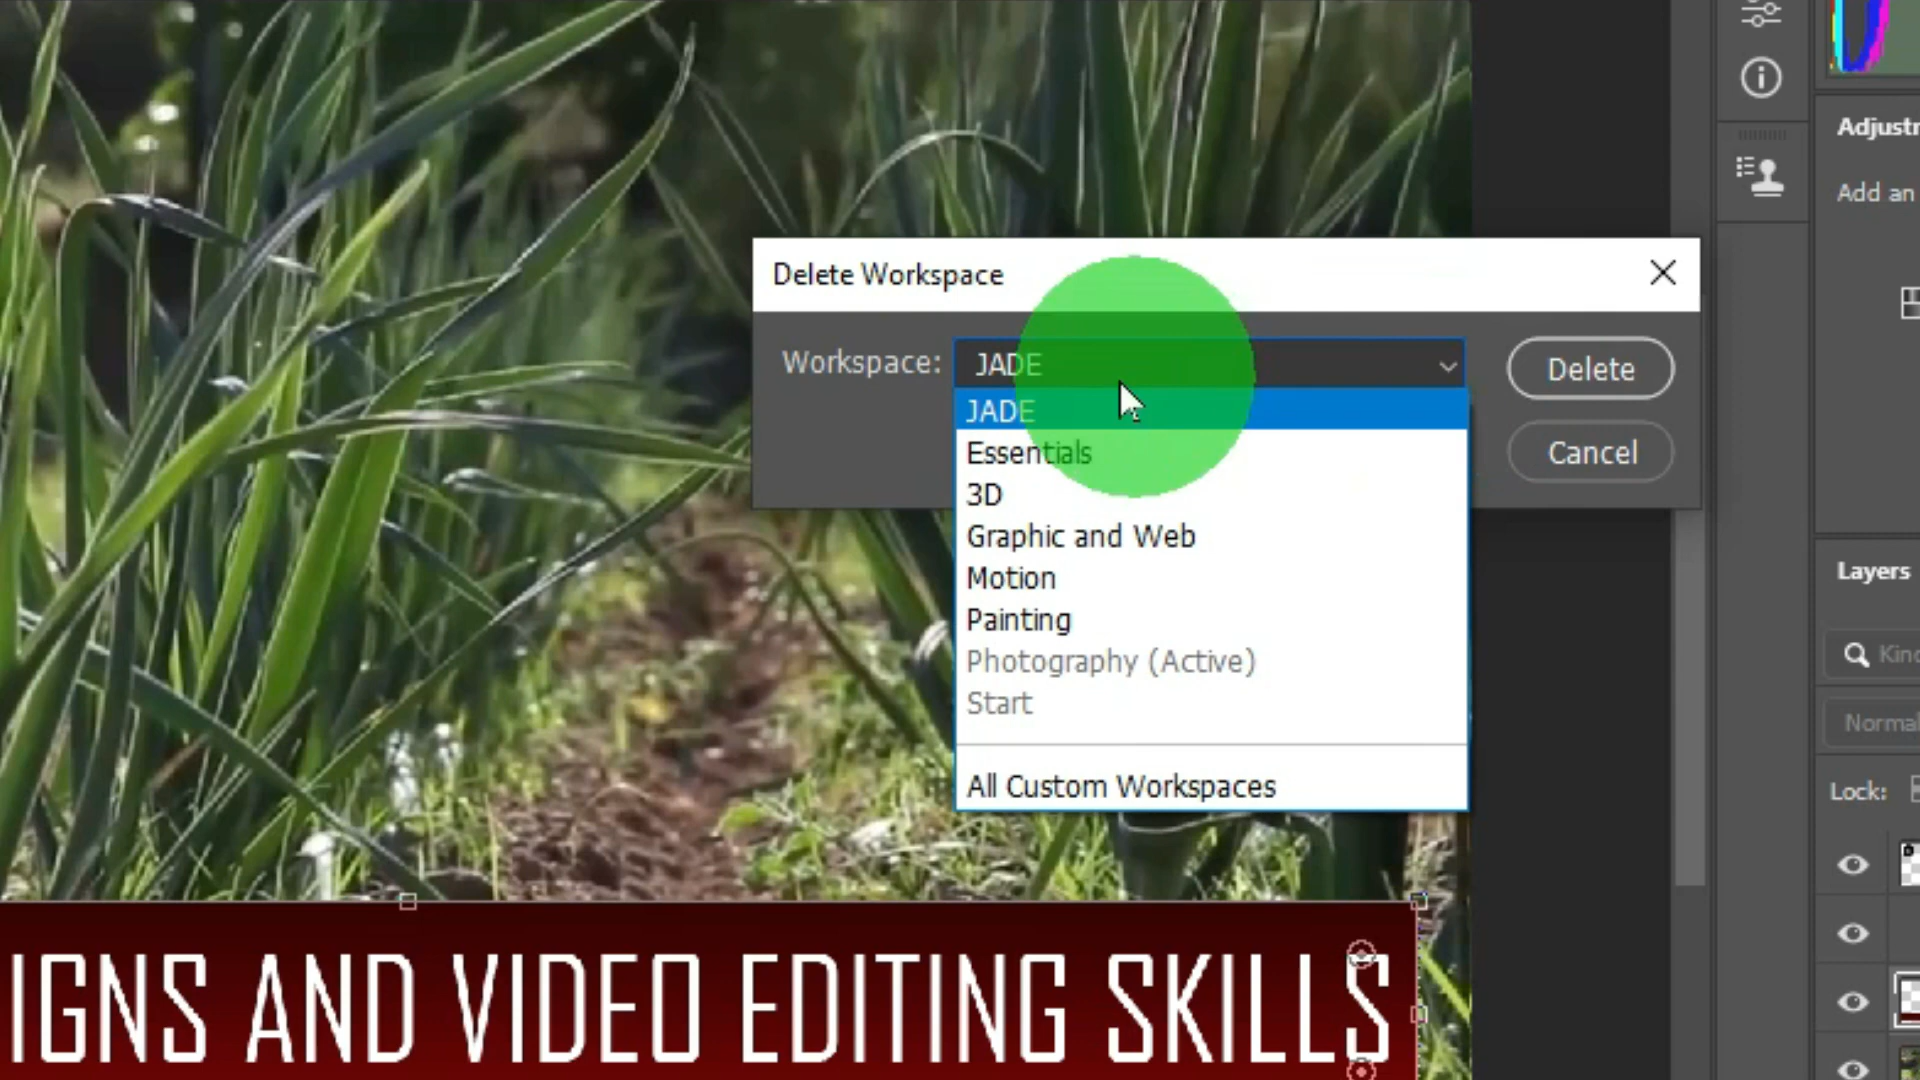 Adjustm
Add an
Delete Workspace
Workspace:
JADE
Delete
JADE
Essentials
Cancel
3D
Graphic and Web
Motion
Layers
Painting
Photography (Active)
Kind
Start
Normal
All Custom Workspaces
Lock:
IGNS AND VIDEO EDITING SKILLS